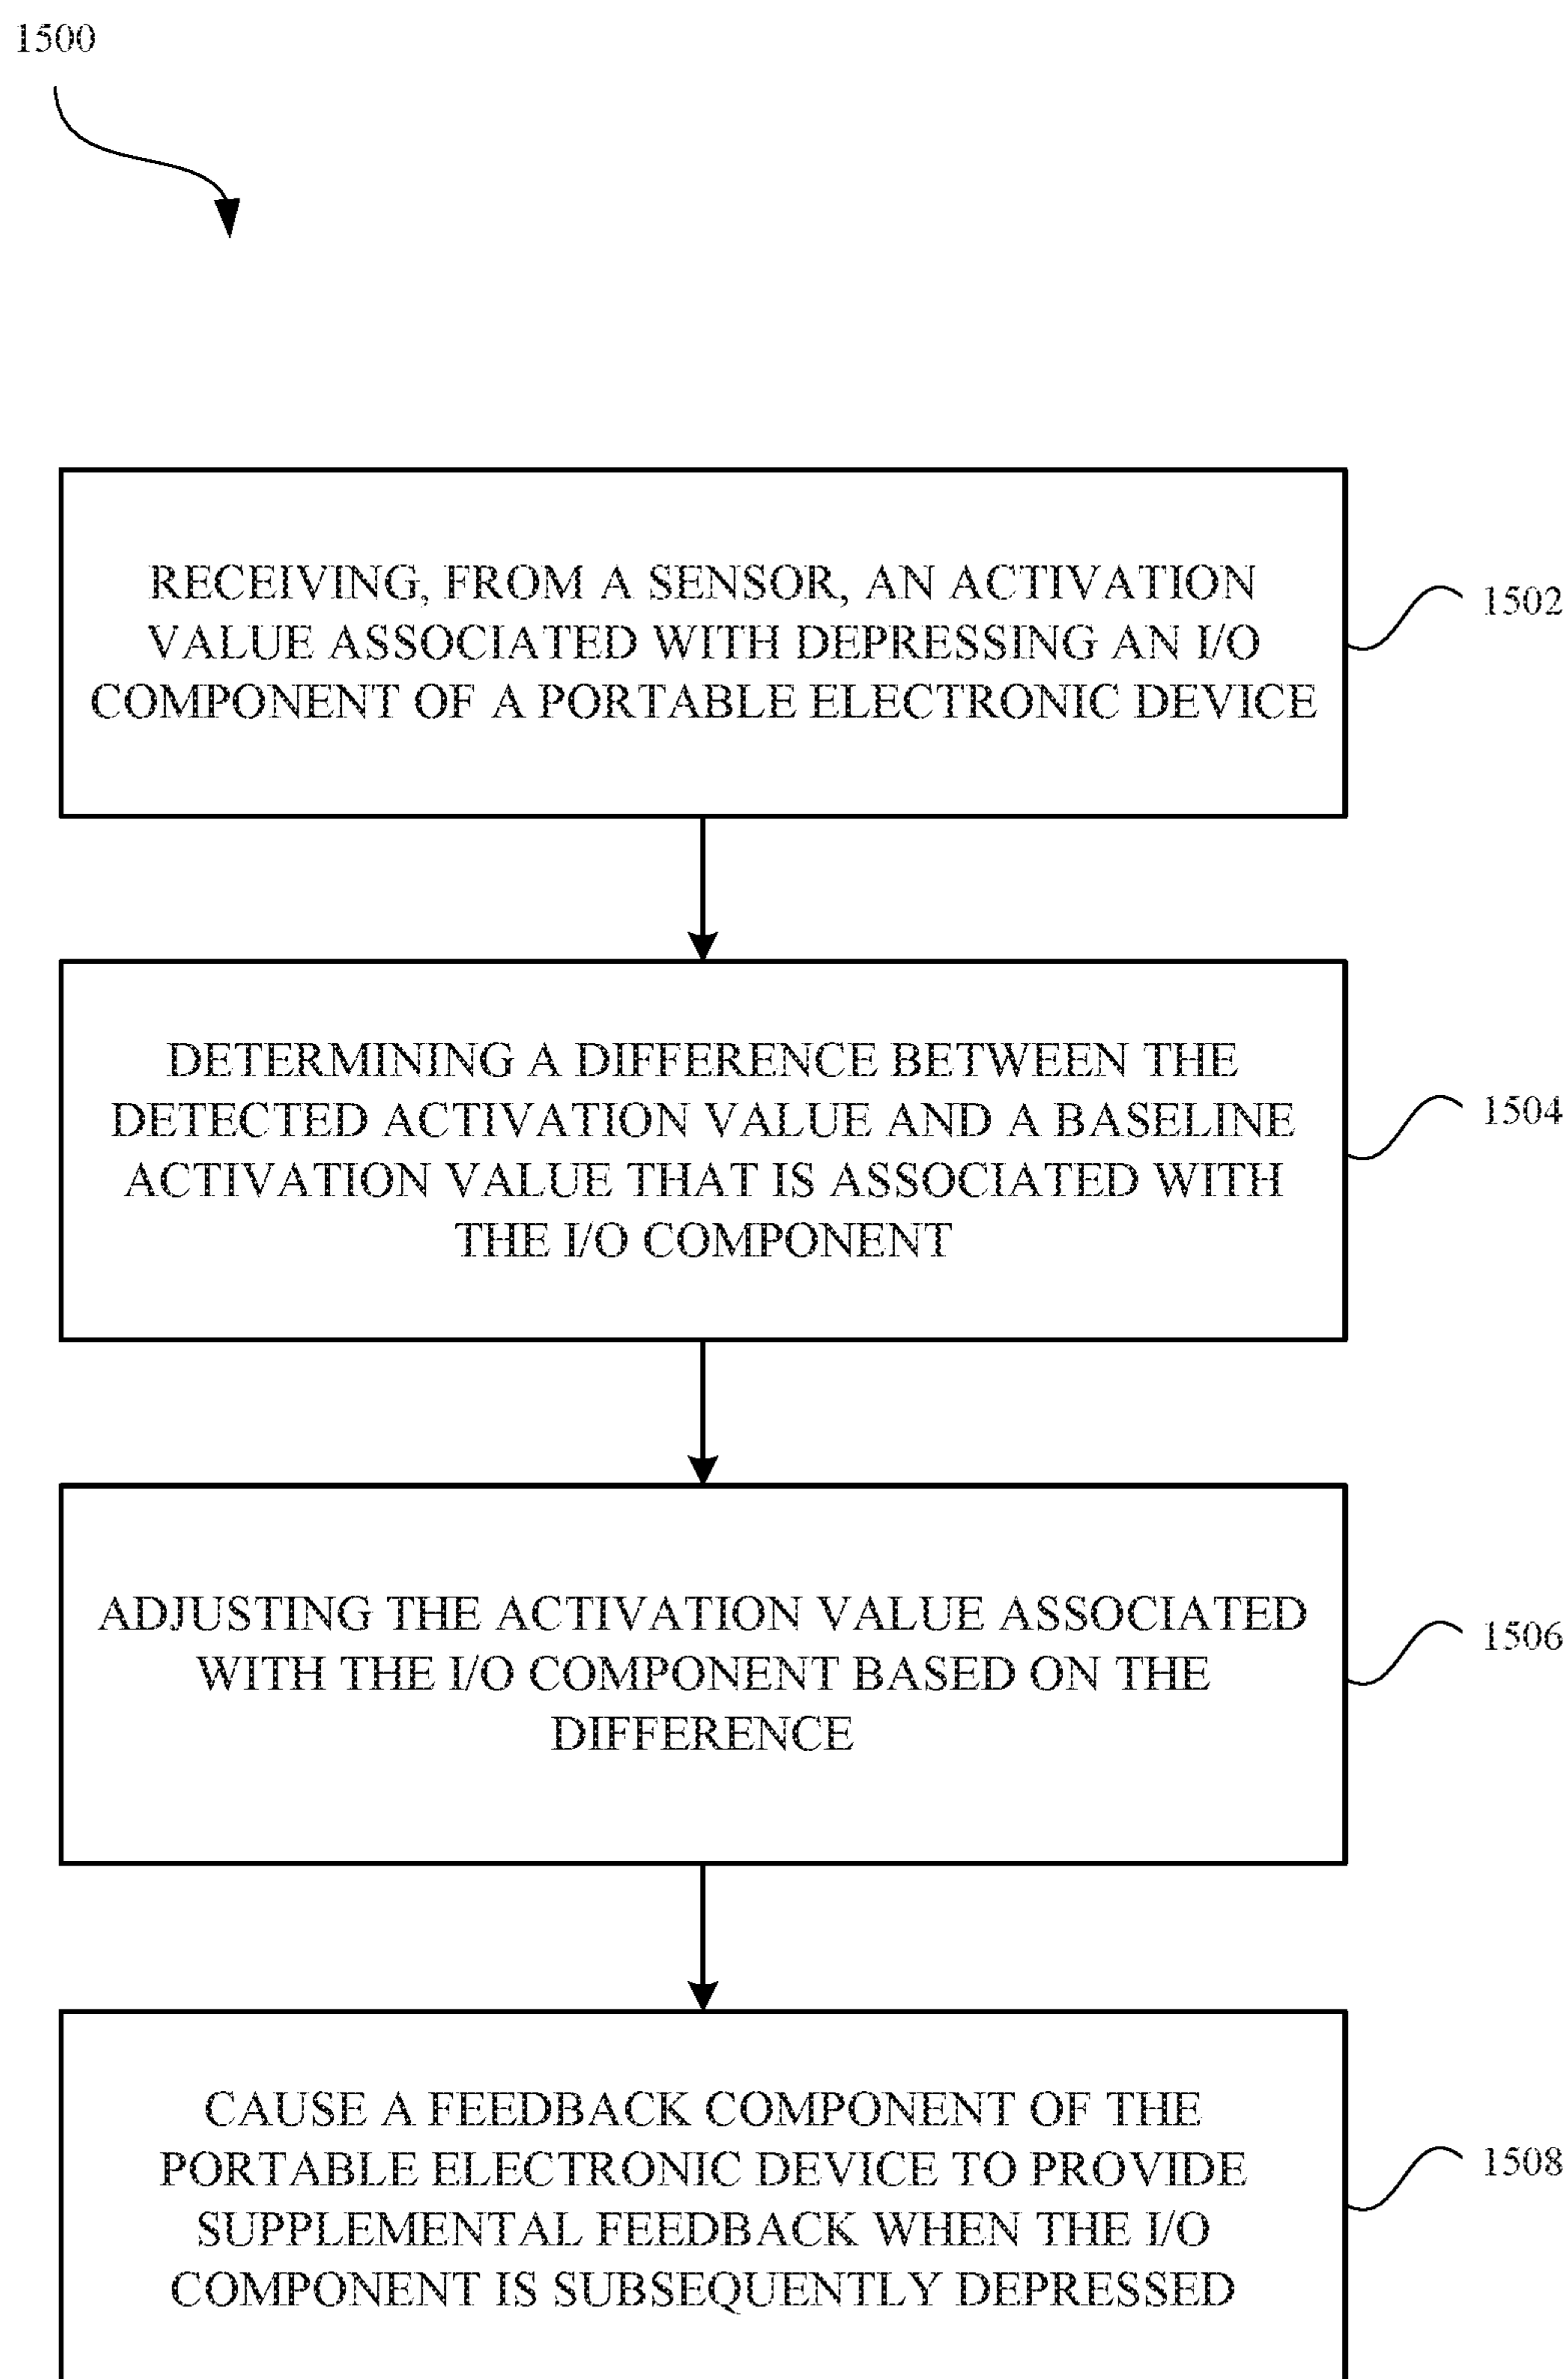 1500
RECEIVING, FROM A SENSOR, AN ACTIVATION
VALUE ASSOCIATED WITH DEPRESSING AN I/O
COMPONENT OF A PORTABLE ELECTRONIC DEVICE
1502
DETERMINING A DIFFERENCE BETWEEN THE
DETECTED ACTIVATION VALUE AND A BASELINE
ACTIVATION VALUE THAT IS ASSOCIATED WITH
THE I/O COMPONENT
1504
ADJUSTING THE ACTIVATION VALUE ASSOCIATED
WITH THE I/O COMPONENT BASED ON THE
DIFFERENCE
1506
CAUSE A FEEDBACK COMPONENT OF THE
PORTABLE ELECTRONIC DEVICE TO PROVIDE
SUPPLEMENTAL FEEDBACK WHEN THE I/O
COMPONENT IS SUBSEQUENTLY DEPRESSED
1508